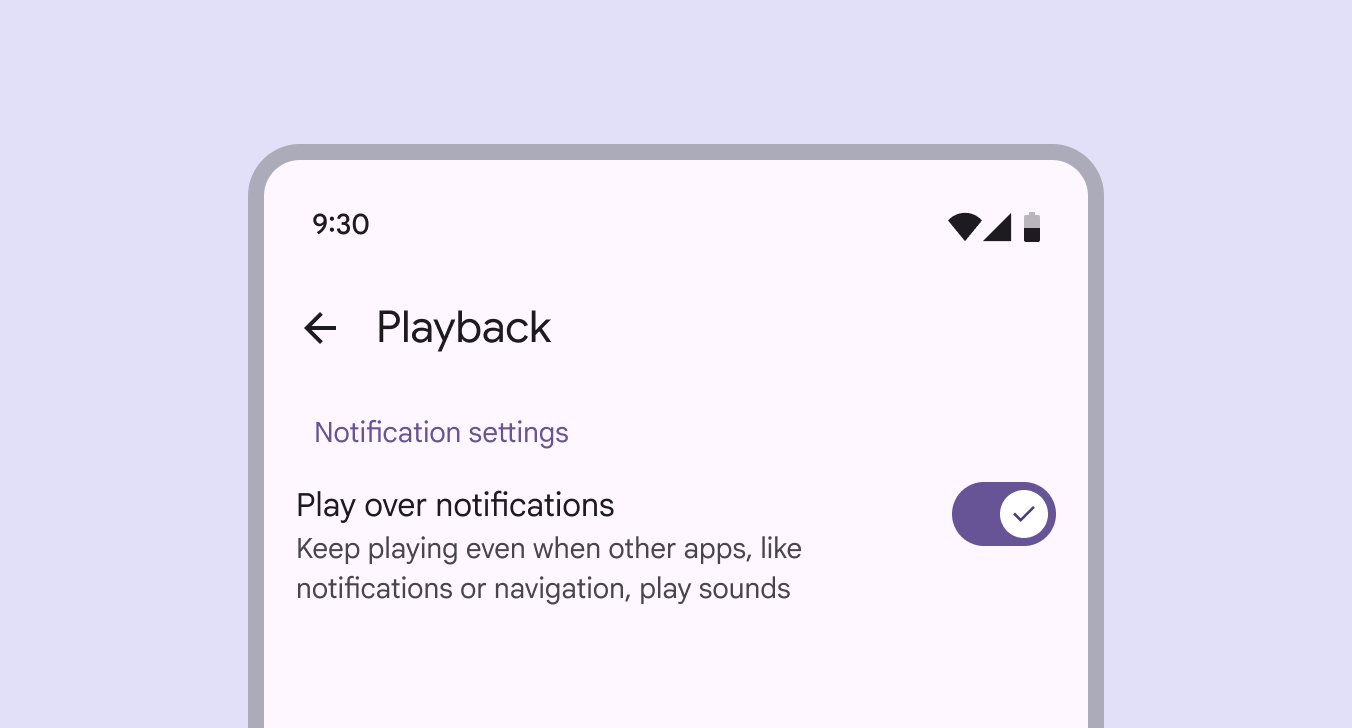 9:30
Playback
Notification settings
Play over notifications
Keep playing even when other apps, like
notifications or navigation, play sounds